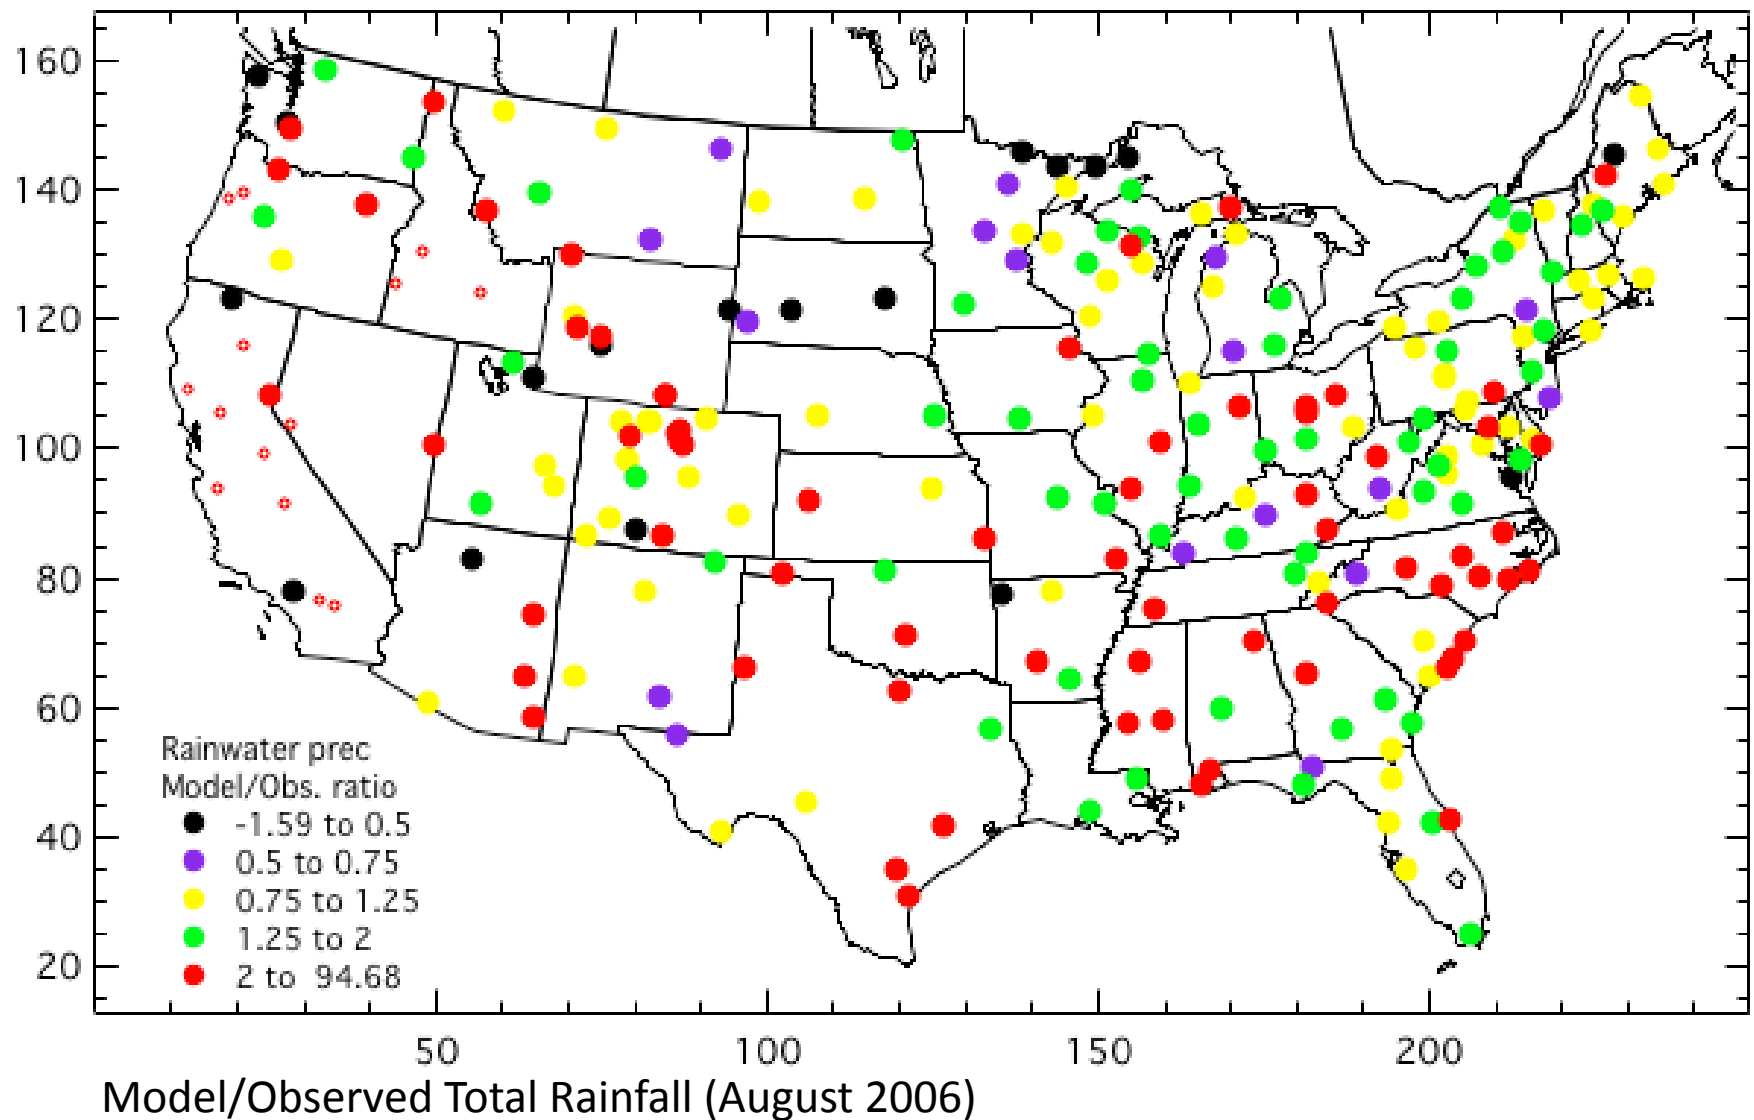 160
140
120
100
80
60
40
20
Rainwater prec
Model/Obs. ratio
-1.59 to 0.5
0.5 to 0.75
0.75 to 1.25
1.25 to 2
2 to 94.68
50 100 150 200
Model/Observed Total Rainfall (August 2006)